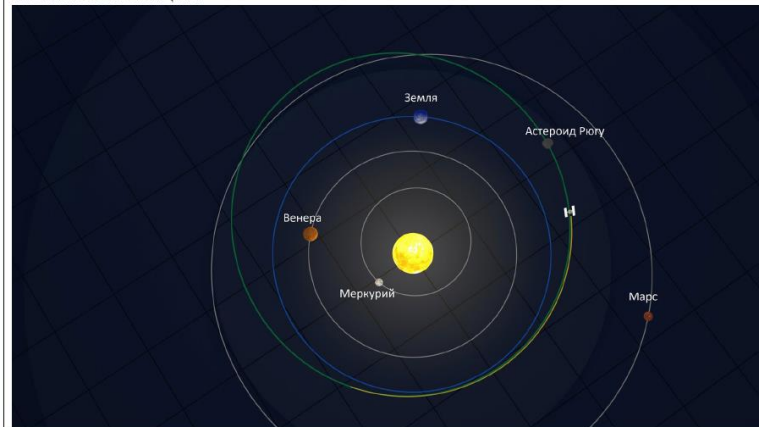 Земля
Астероид Рюгу
Венера
Меркурий
Марс